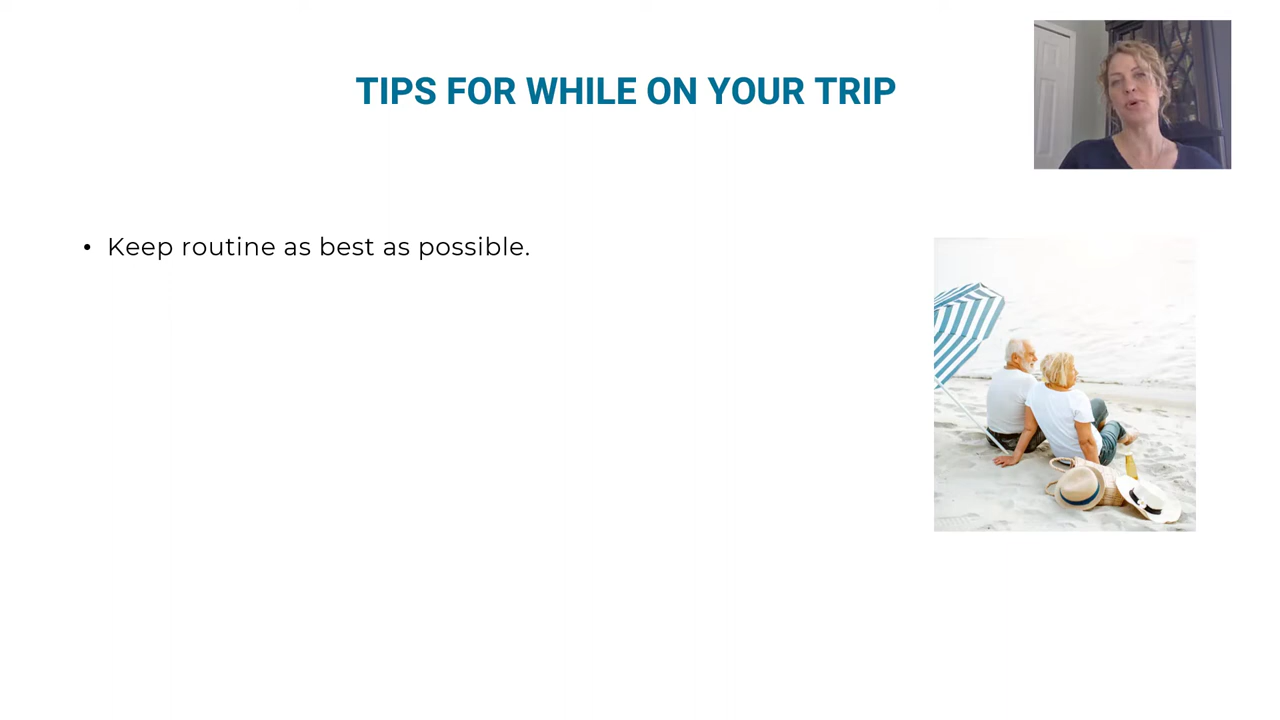 TIPS FOR WHILE ON YOUR TRIP
• Keep routine as best as possible.